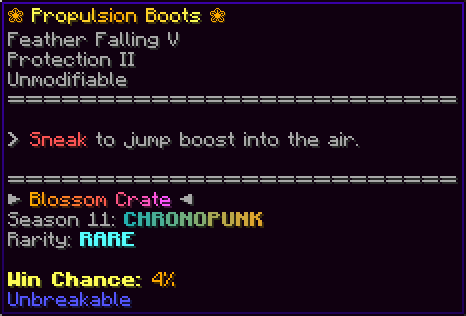 ❀ Propulsion Boots ❀
Feather Falling V
Protection II
Unmodifiable
======================================
> Sneak to jump boost into the air.
======================================
► Blossom Crate ◄
Season 11: CHRONOPUNK
Rarity: RARE
Win Chance: 4%
Unbreakable